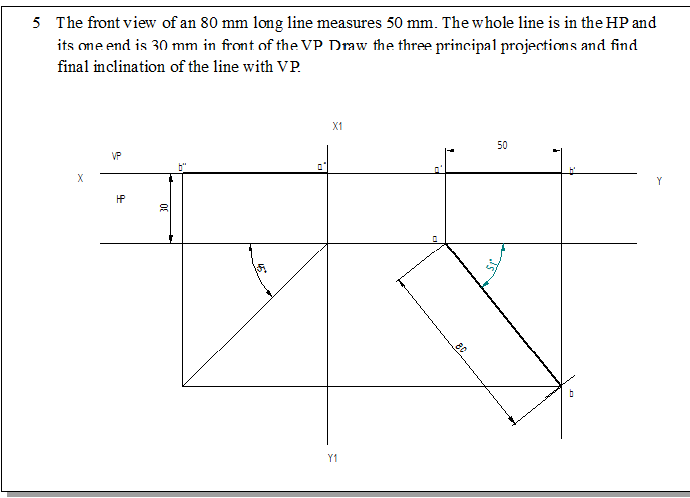 5 The front view of an 80 mm long line measures 50 mm. The whole line is in the HP and
its one end is 30 mm in front of the VP. Draw the three principal projections and find
final inclination of the line with VP.
X1
50
VP
b"
a"
a'
b'
X
Y
HP
30
a
45°
51°
80
b
Y1